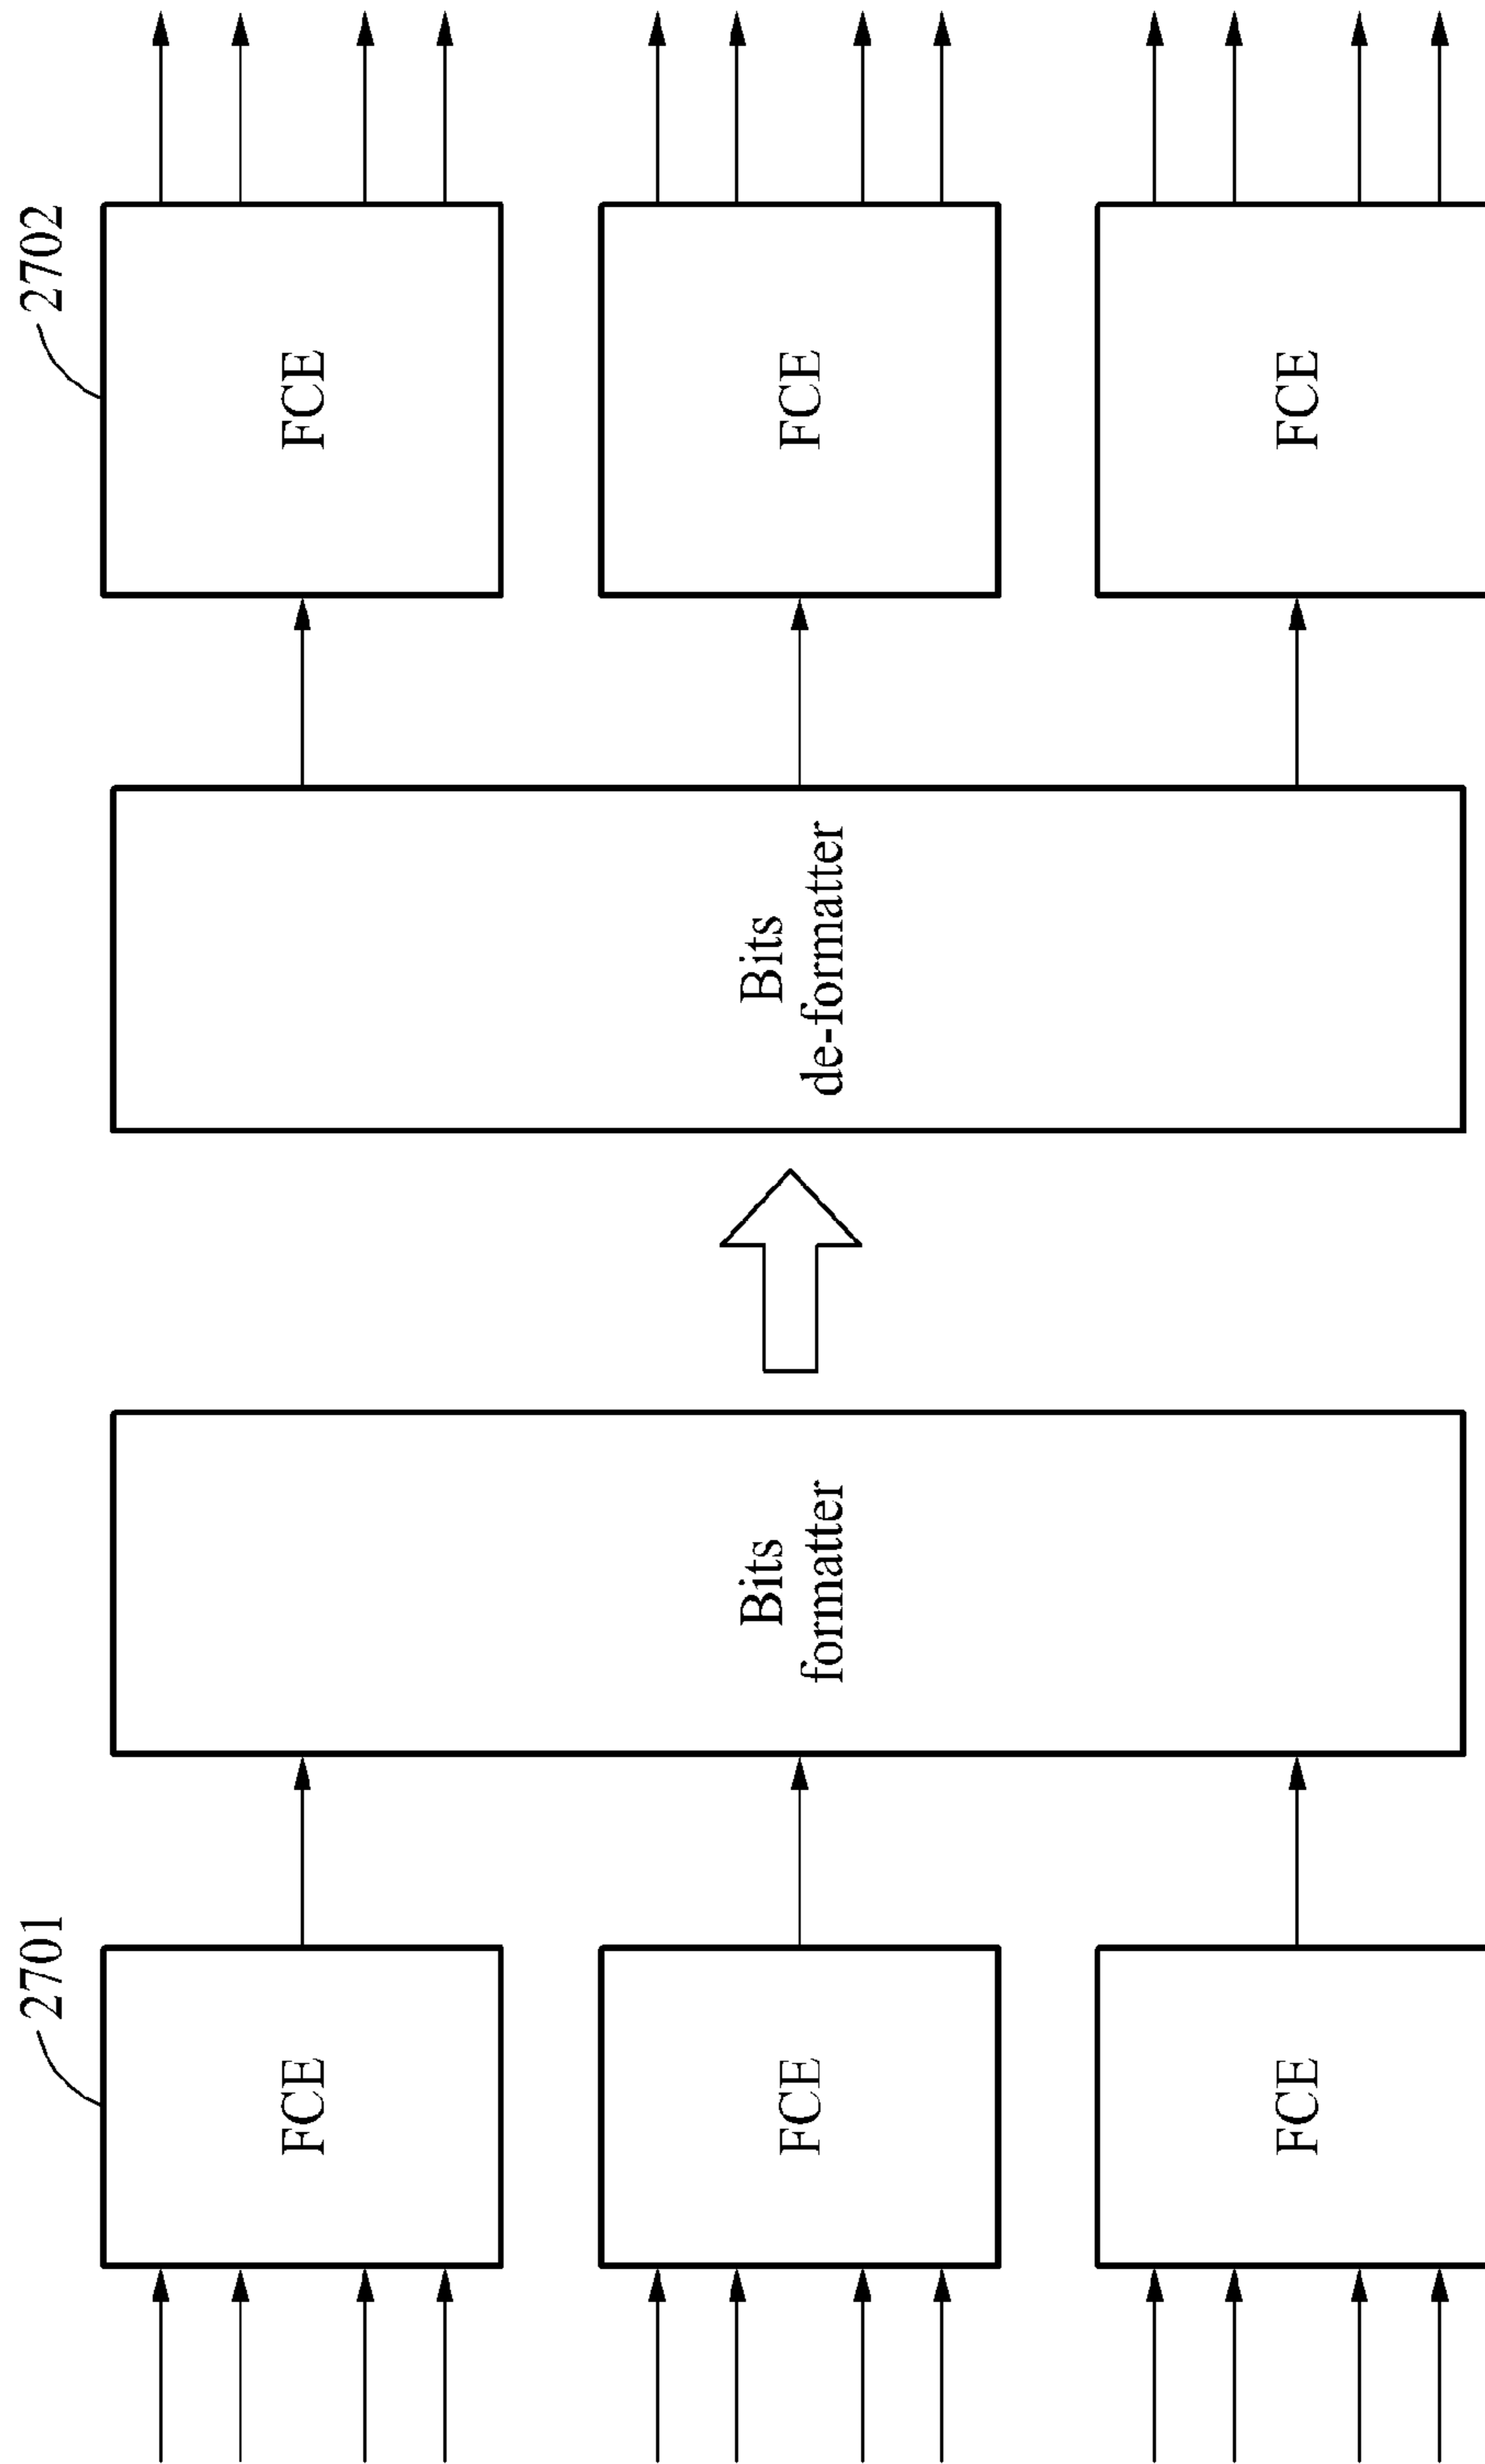 2701
FCE
FCE
FCE
Bits
formatter
Bits
de-formatter
2702
FCE
FCE
FCE